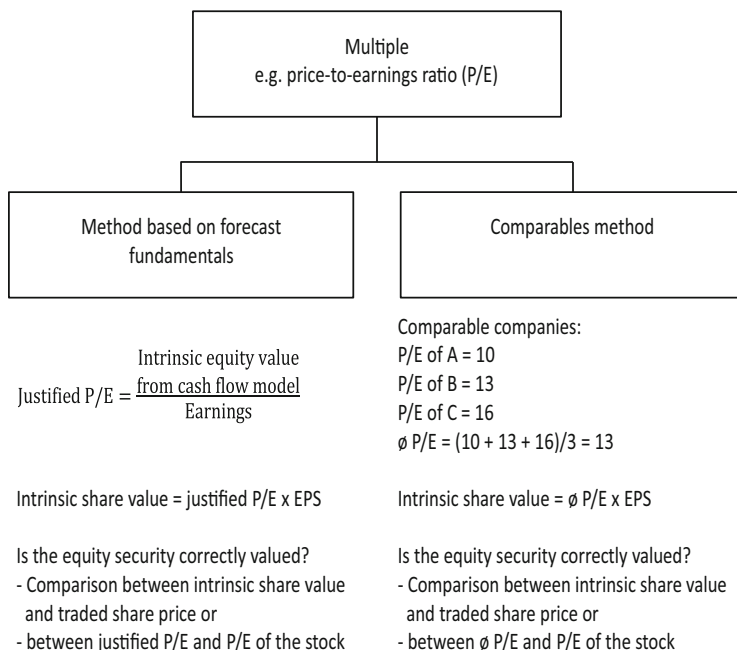 Multiple
e.g. price-to-earnings ratio (P/E)
Method based on forecast
fundamentals
Comparables method
Justified P/E = Intrinsic equity value
from cash flow model
Earnings
Intrinsic share value = justified P/E x EPS
Is the equity security correctly valued?
- Comparison between intrinsic share value
and traded share price or
- between justified P/E and P/E of the stock
Comparable companies:
P/E of A = 10
P/E of B = 13
P/E of C = 16
ø P/E = (10 + 13 + 16)/3 = 13
Intrinsic share value = ø P/E x EPS
Is the equity security correctly valued?
- Comparison between intrinsic share value
and traded share price or
- between ø P/E and P/E of the stock